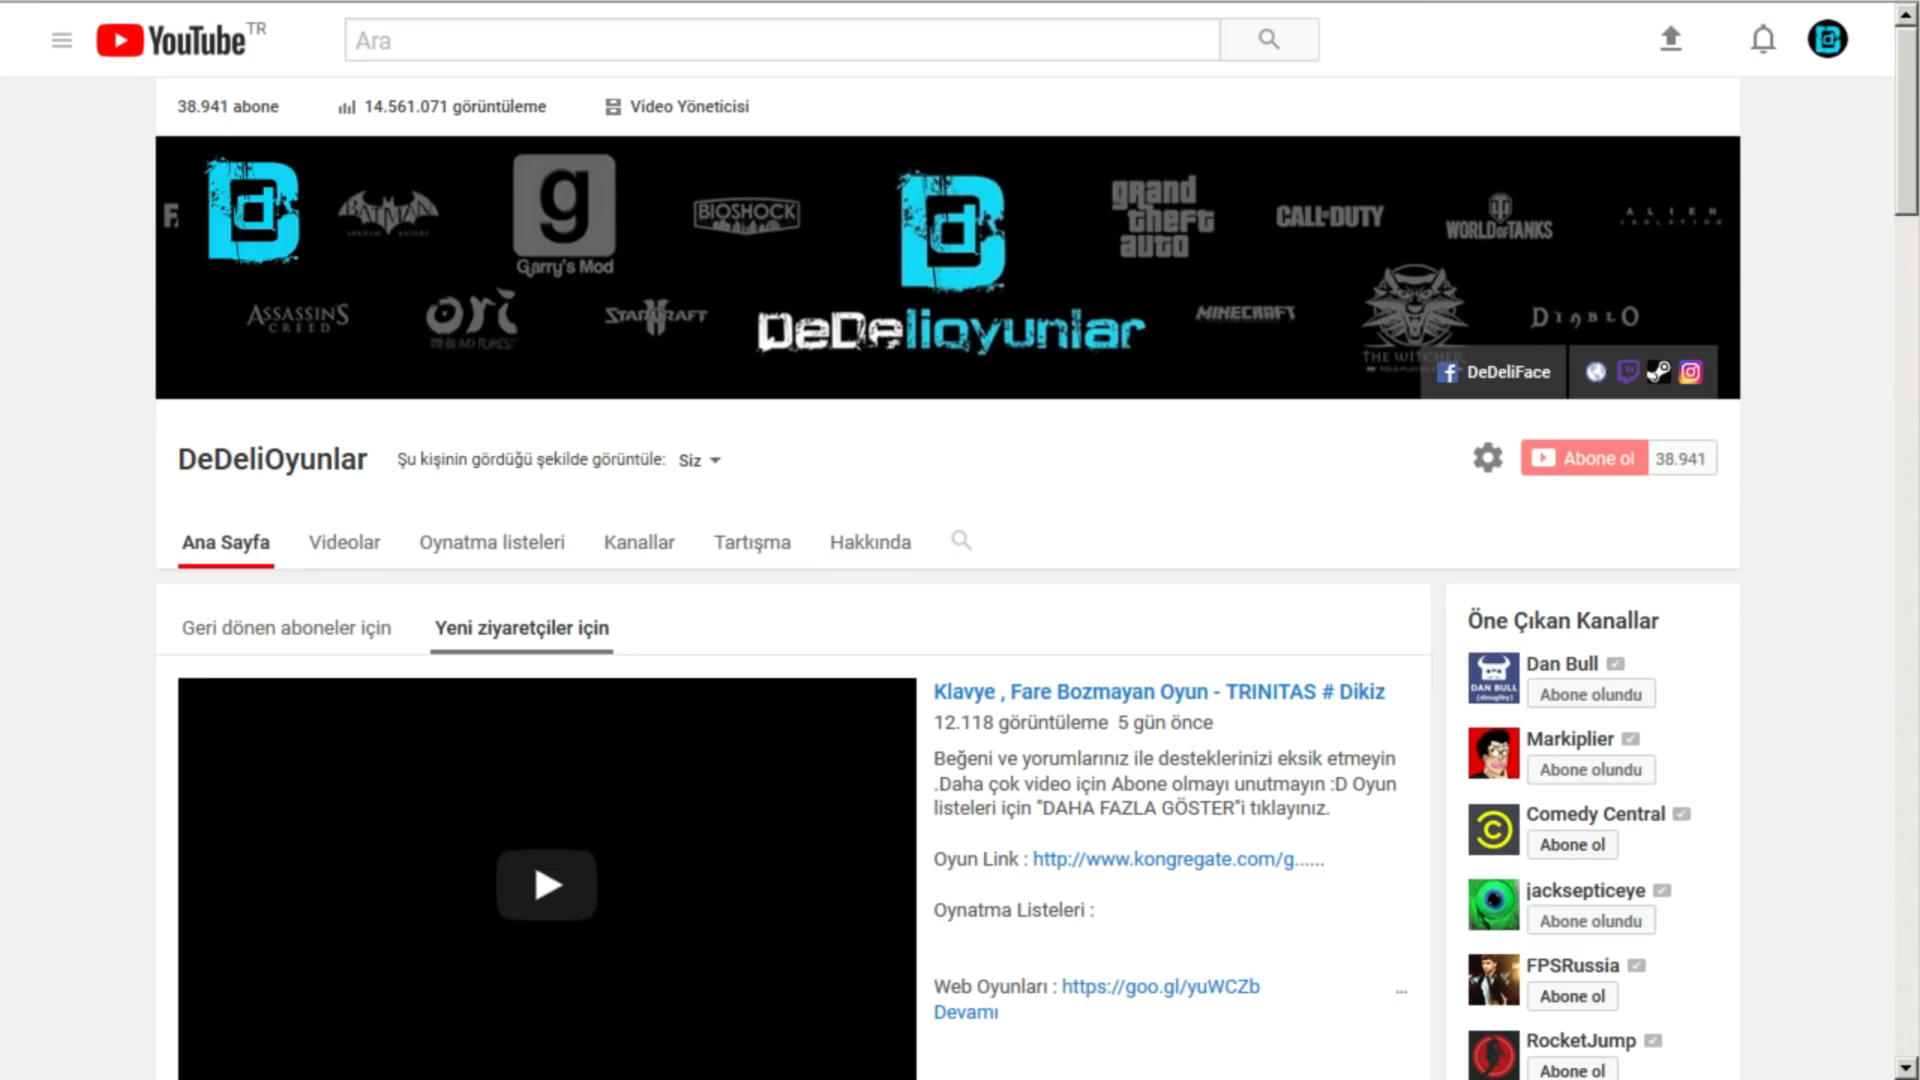 YouTube TR
Ara
38.941 abone
14.561.071 görüntüleme
Video Yöneticisi
BATMAN
g
Garry's Mod
BIOSHOCK
grand
theft
auto
CALL·DUTY
WORLD OF TANKS
ALIEN
ISOLATION
ASSASSIN'S
CREED
ori
STARCRAFT
DeDelioyunlar
MINECRAFT
THE WITCHER
DIABLO
DeDeliFace
DeDeliOyunlar
Şu kişinin gördüğü şekilde görüntüle: Siz
Abone ol 38.941
Ana Sayfa
Videolar
Oynatma listeleri
Kanallar
Tartışma
Hakkında
Geri dönen aboneler için
Yeni ziyaretçiler için
Klavye , Fare Bozmayan Oyun - TRINITAS # Dikiz
12.118 görüntüleme 5 gün önce
Beğeni ve yorumlarınız ile desteklerinizi eksik etmeyin
.Daha çok video için Abone olmayı unutmayın :D Oyun
listeleri için "DAHA FAZLA GÖSTER"i tıklayınız.
Oyun Link : http://www.kongregate.com/g......
Oynatma Listeleri :
Web Oyunları : https://goo.gl/yuWCZb
...
Devamı
Öne Çıkan Kanallar
DAN BULL
Dan Bull
Abone olundu
Markiplier
Abone olundu
Comedy Central
Abone ol
jacksepticeye
Abone olundu
FPSRussia
Abone ol
RocketJump
Abone ol